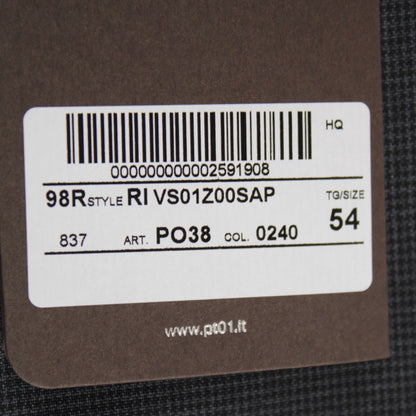 HQ
000000000002591908
98R STYLE RI VS01Z00SAP TG/SIZE
837 ART. PO38 COL. 0240 54
www.pt01.it